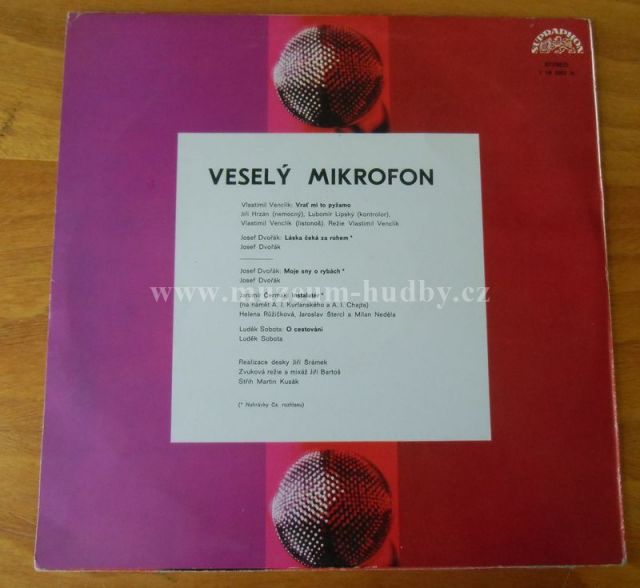 SUPRAPHON
STEREO
VESELÝ MIKROFON
Vlastimil Venclík: Vrať mi to pyžamo
Jiří Hrzán (nemocný), Lubomír Lipský (kontrolor),
Vlastimil Venclík (listonoš). Režie Vlastimil Venclík
Josef Dvořák: Láska čeká za rohem *
Josef Dvořák
Josef Dvořák: Moje sny o rybách *
Josef Dvořák
Jaromír Čermák: Instalatér *
www.muzeum-hudby.cz
(na námět A. I. Kurlanského a A. I. Chajta)
Helena Růžičková, Jaroslav Štercl a Milan Neděla
Luděk Sobota: O cestování
Luděk Sobota
Realizace desky Jiří Šrámek
Zvuková režie a mixáž Jiří Bartoš
Střih Martin Kusák
(* Nahrávky Čs. rozhlasu)